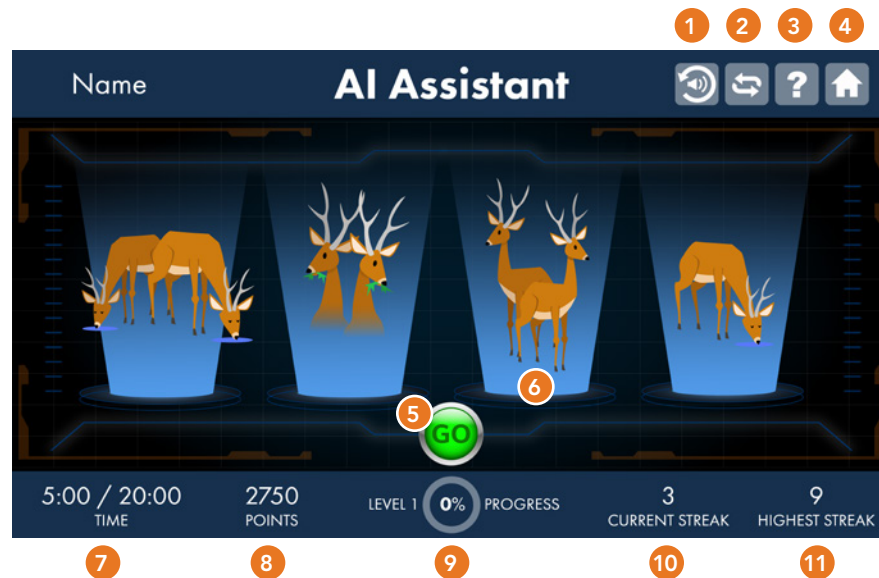 1 2 3 4
Name AI Assistant ?
6
5
GO
5:00 / 20:00 2750 LEVEL 1 0% PROGRESS 3 9
TIME POINTS CURRENT STREAK HIGHEST STREAK
7 8 9 10 11